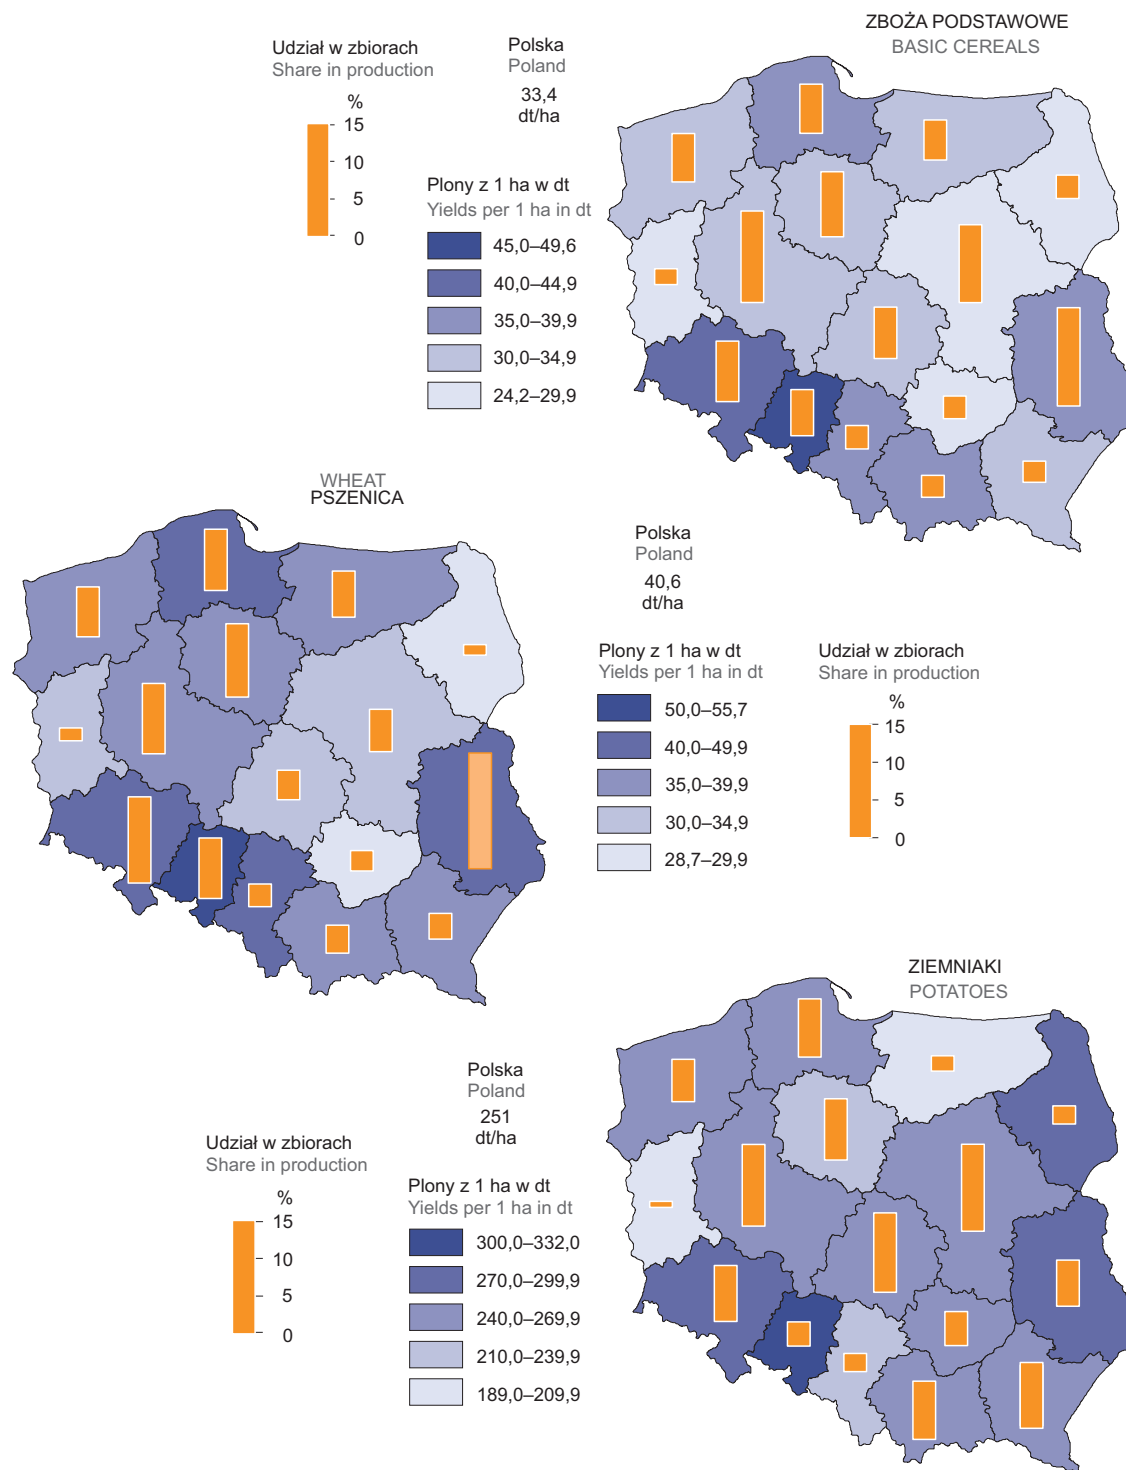 ZBOŻA PODSTAWOWE
BASIC CEREALS
Udział w zbiorach
Share in production
%
15
10
5
0
Polska
Poland
33,4
dt/ha
Plony z 1 ha w dt
Yields per 1 ha in dt
45,0–49,6
40,0–44,9
35,0–39,9
30,0–34,9
24,2–29,9
WHEAT
PSZENICA
Polska
Poland
40,6
dt/ha
Plony z 1 ha w dt
Yields per 1 ha in dt
50,0–55,7
40,0–49,9
35,0–39,9
30,0–34,9
28,7–29,9
Udział w zbiorach
Share in production
%
15
10
5
0
ZIEMNIAKI
POTATOES
Polska
Poland
251
dt/ha
Udział w zbiorach
Share in production
%
15
10
5
0
Plony z 1 ha w dt
Yields per 1 ha in dt
300,0–332,0
270,0–299,9
240,0–269,9
210,0–239,9
189,0–209,9